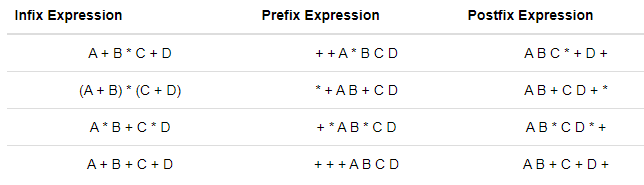 Infix Expression Prefix Expression Postfix Expression
A + B * C + D + + A * B C D A B C * + D +
(A + B) * (C + D) * + A B + C D A B + C D + *
A * B + C * D + * A B * C D A B * C D * +
A + B + C + D + + + A B C D A B + C + D +